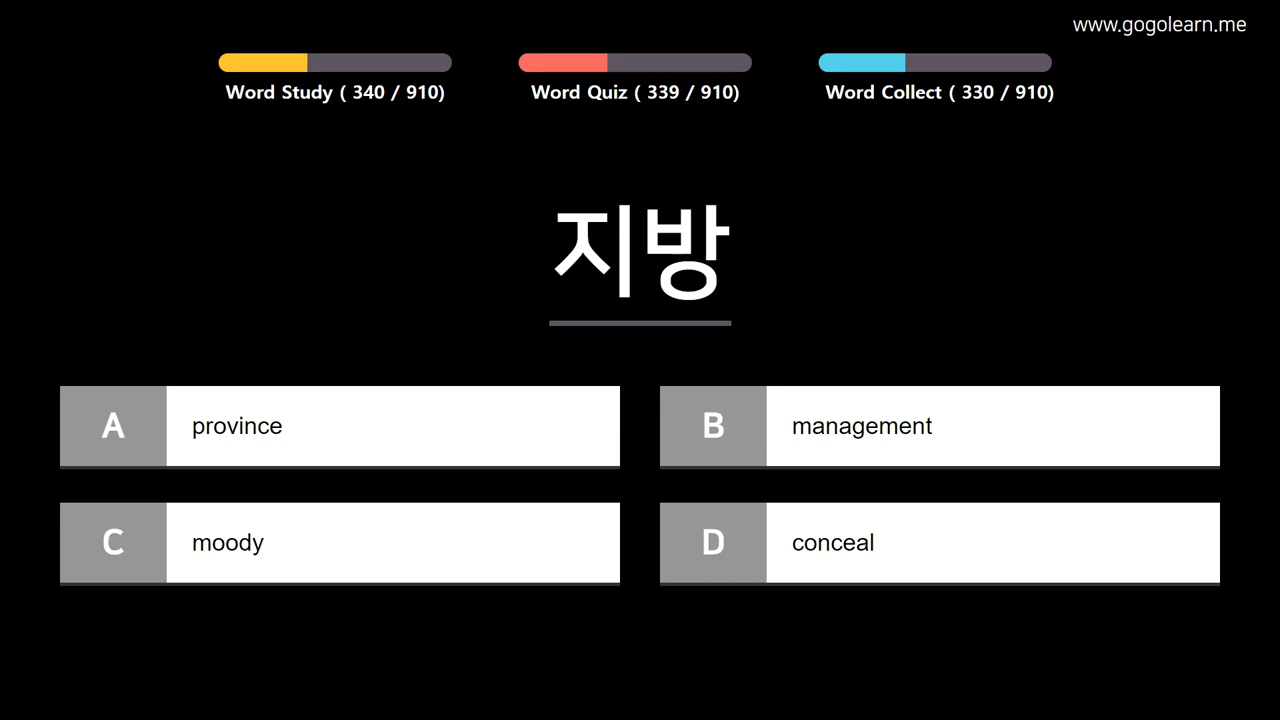 www.gogolearn.me
Word Study ( 340 / 910)
Word Quiz ( 339 / 910)
Word Collect ( 330 / 910)
지방
A province
B management
C moody
D conceal